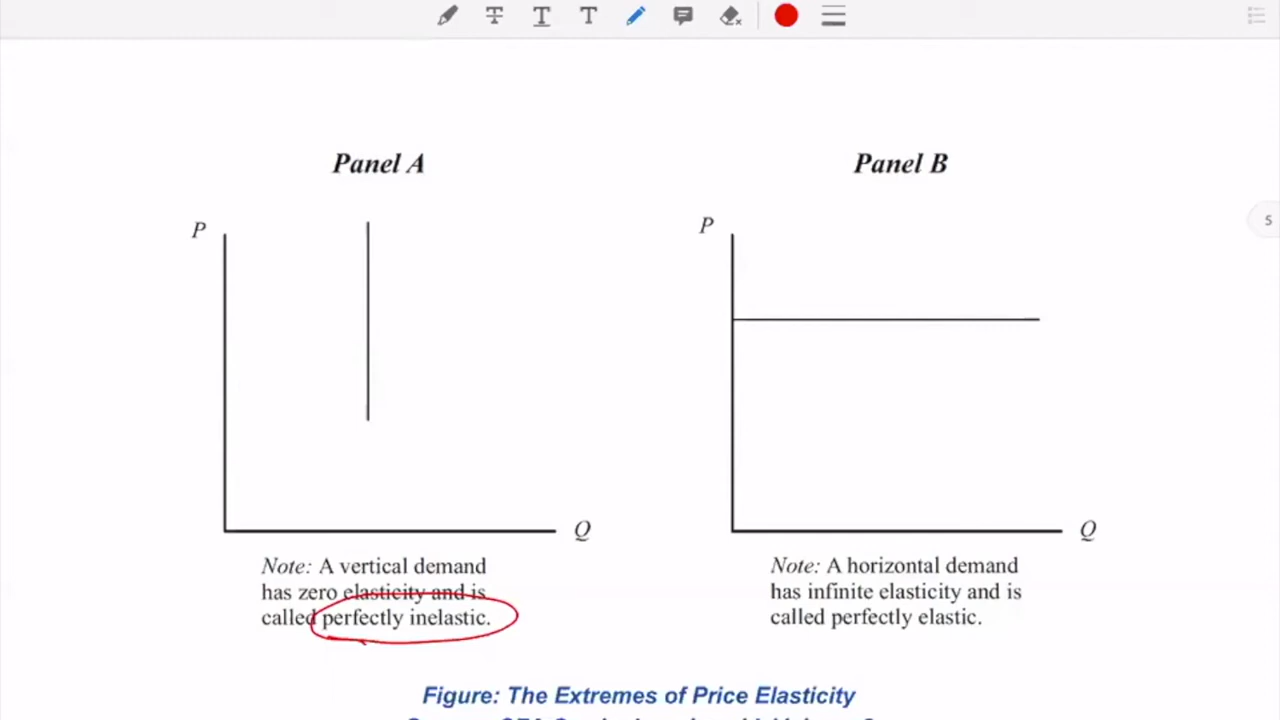 T T T
Panel A
Panel B
P
P
5
Q
Q
Note: A vertical demand
has zero elasticity and is
called perfectly inelastic.
Note: A horizontal demand
has infinite elasticity and is
called perfectly elastic.
Figure: The Extremes of Price Elasticity